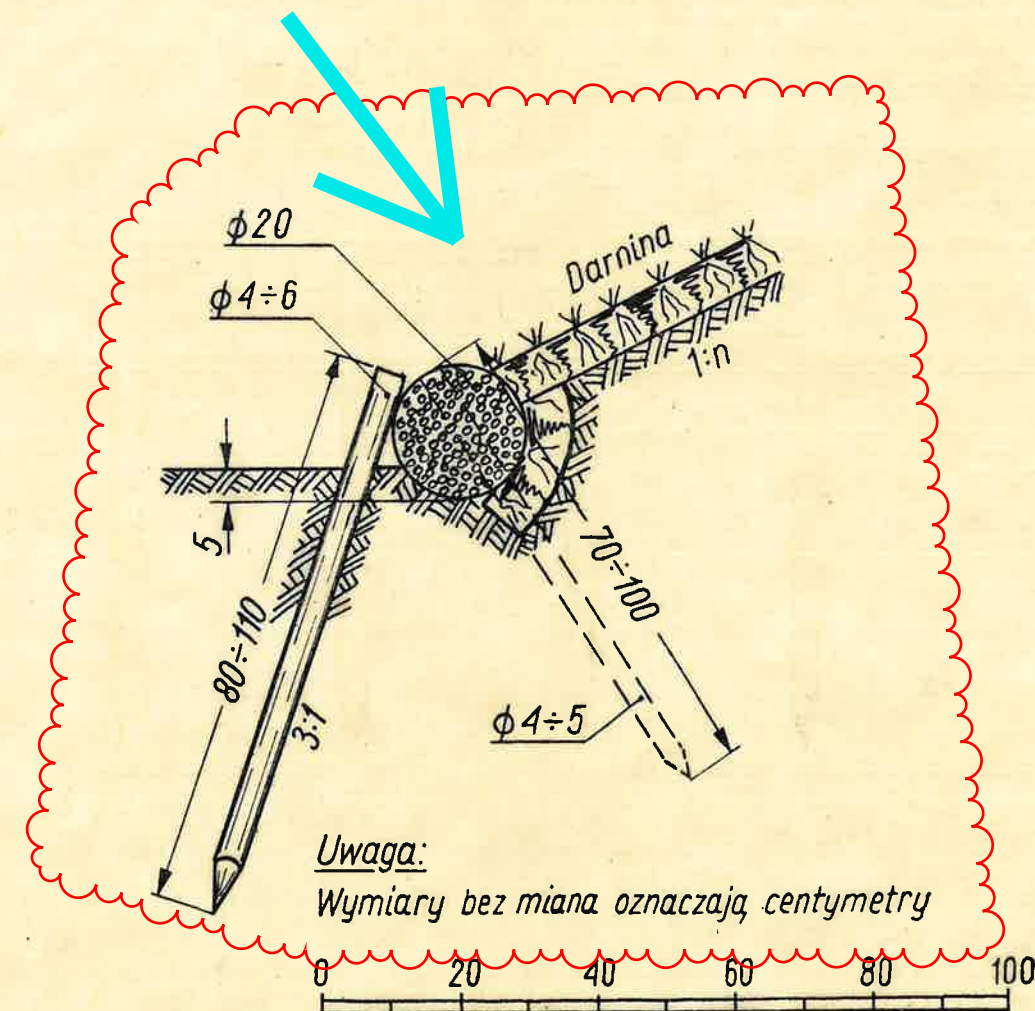 ϕ20
Darnina
ϕ4÷6
1:n
5
70÷100
80÷110
3:1
ϕ4÷5
Uwaga:
Wymiary bez miana oznaczają centymetry
0 20 40 60 80 100